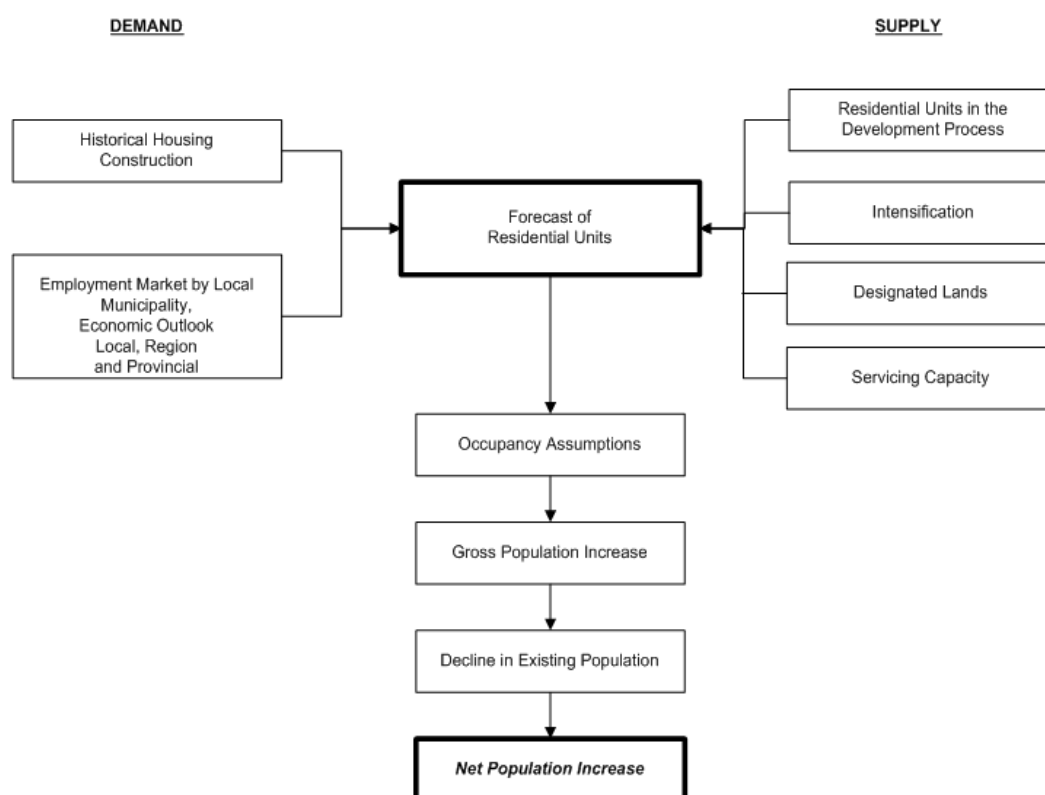 DEMAND
SUPPLY
Historical Housing
Construction
Employment Market by Local
Municipality,
Economic Outlook
Local, Region
and Provincial
Forecast of
Residential Units
Residential Units in the
Development Process
Intensification
Designated Lands
Servicing Capacity
Occupancy Assumptions
Gross Population Increase
Decline in Existing Population
Net Population Increase